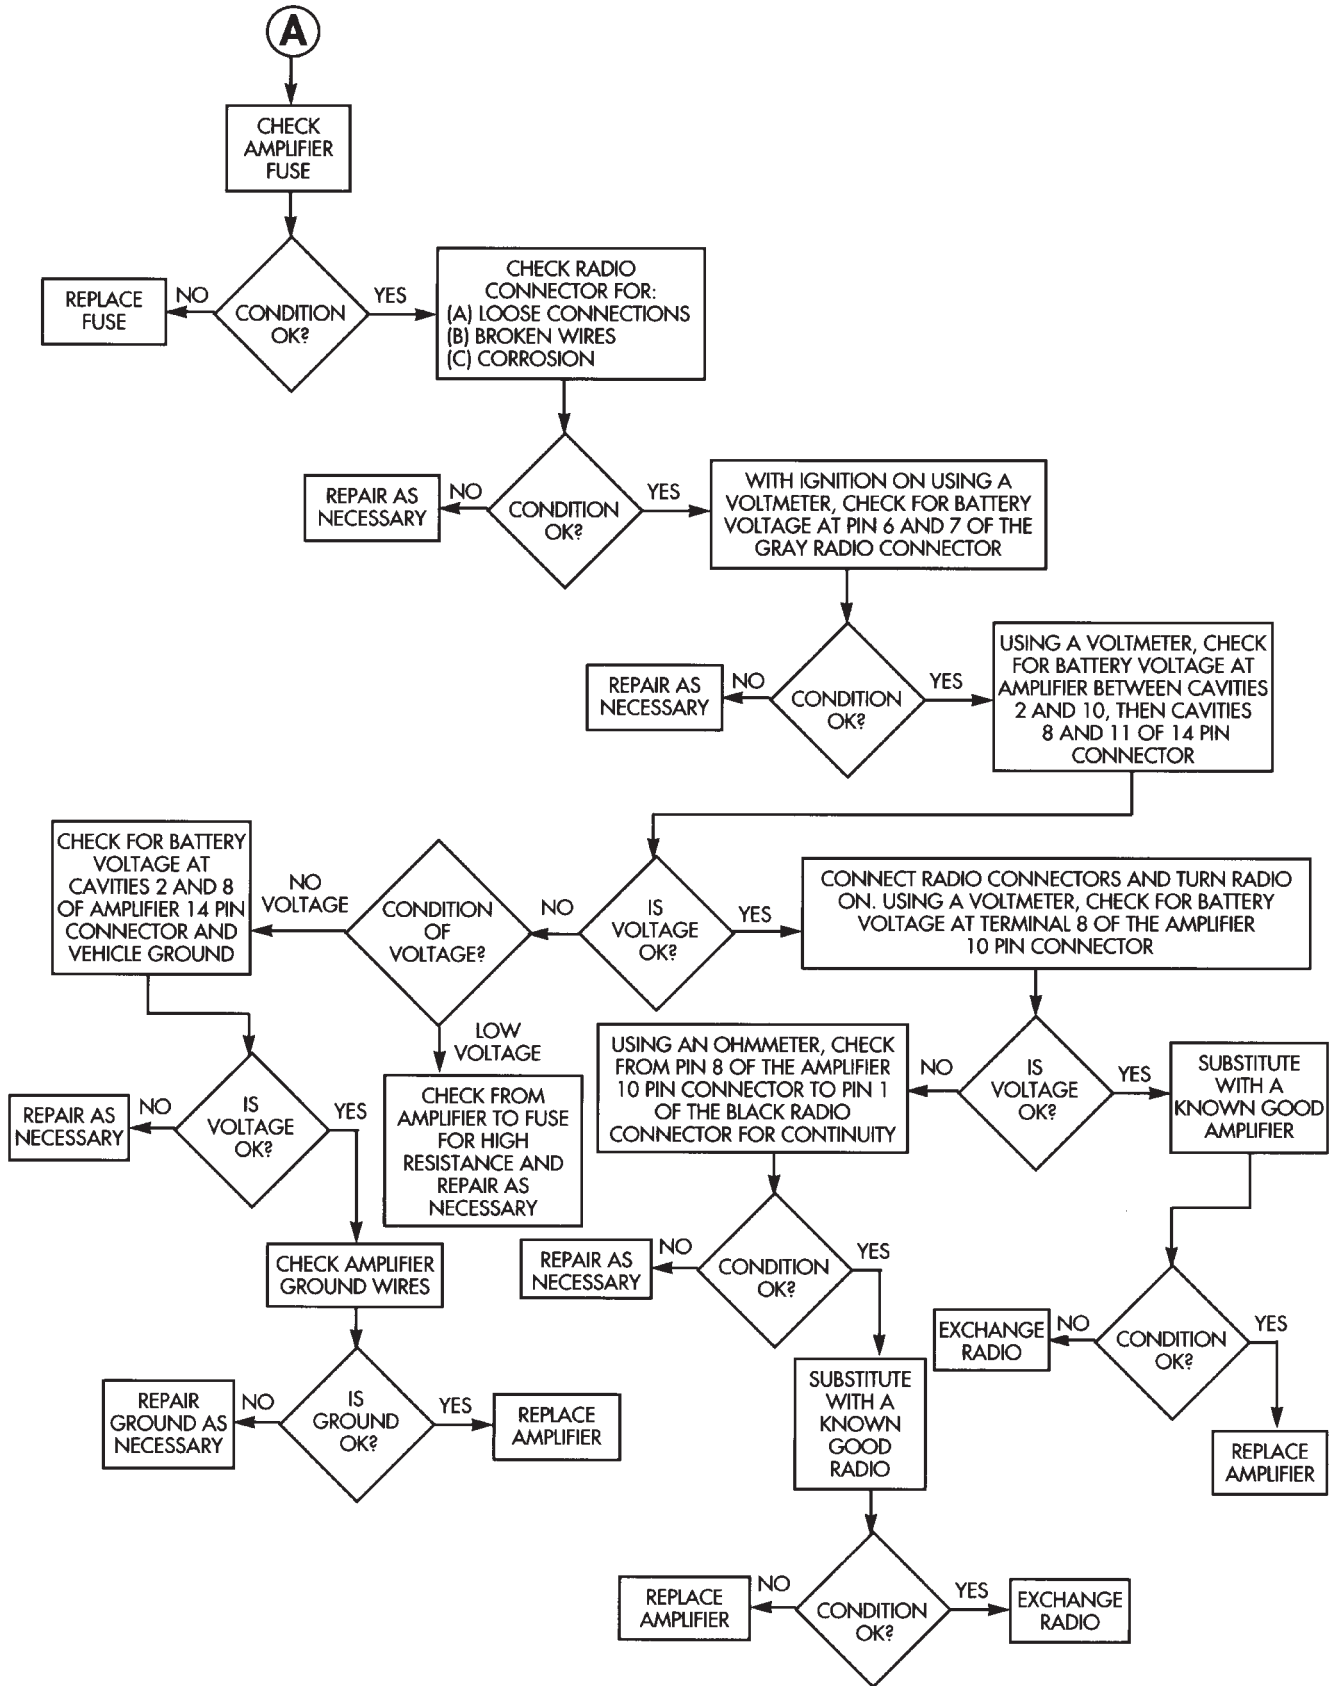 A
CHECK
AMPLIFIER
FUSE
REPLACE
FUSE
NO
CONDITION
OK?
YES
CHECK RADIO
CONNECTOR FOR:
(A) LOOSE CONNECTIONS
(B) BROKEN WIRES
(C) CORROSION
REPAIR AS
NECESSARY
NO
CONDITION
OK?
YES
WITH IGNITION ON USING A
VOLTMETER, CHECK FOR BATTERY
VOLTAGE AT PIN 6 AND 7 OF THE
GRAY RADIO CONNECTOR
REPAIR AS
NECESSARY
NO
CONDITION
OK?
YES
USING A VOLTMETER, CHECK
FOR BATTERY VOLTAGE AT
AMPLIFIER BETWEEN CAVITIES
2 AND 10, THEN CAVITIES
8 AND 11 OF 14 PIN
CONNECTOR
CHECK FOR BATTERY
VOLTAGE AT
CAVITIES 2 AND 8
OF AMPLIFIER 14 PIN
CONNECTOR AND
VEHICLE GROUND
NO
VOLTAGE
CONDITION
OF
VOLTAGE?
NO
IS
VOLTAGE
OK?
YES
CONNECT RADIO CONNECTORS AND TURN RADIO
ON. USING A VOLTMETER, CHECK FOR BATTERY
VOLTAGE AT TERMINAL 8 OF THE AMPLIFIER
10 PIN CONNECTOR
LOW
VOLTAGE
CHECK FROM
AMPLIFIER TO FUSE
FOR HIGH
RESISTANCE AND
REPAIR AS
NECESSARY
USING AN OHMMETER, CHECK
FROM PIN 8 OF THE AMPLIFIER
10 PIN CONNECTOR TO PIN 1
OF THE BLACK RADIO
CONNECTOR FOR CONTINUITY
NO
IS
VOLTAGE
OK?
YES
SUBSTITUTE
WITH A
KNOWN GOOD
AMPLIFIER
REPAIR AS
NECESSARY
NO
IS
VOLTAGE
OK?
YES
CHECK AMPLIFIER
GROUND WIRES
REPAIR AS
NECESSARY
NO
CONDITION
OK?
YES
EXCHANGE
RADIO
NO
CONDITION
OK?
YES
REPLACE
AMPLIFIER
REPAIR
GROUND AS
NECESSARY
NO
IS
GROUND
OK?
YES
REPLACE
AMPLIFIER
SUBSTITUTE
WITH A
KNOWN
GOOD
RADIO
REPLACE
AMPLIFIER
NO
CONDITION
OK?
YES
EXCHANGE
RADIO